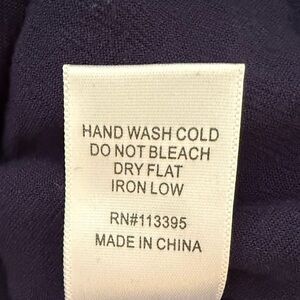 HAND WASH COLD
DO NOT BLEACH
DRY FLAT
IRON LOW
RN#113395
MADE IN CHINA